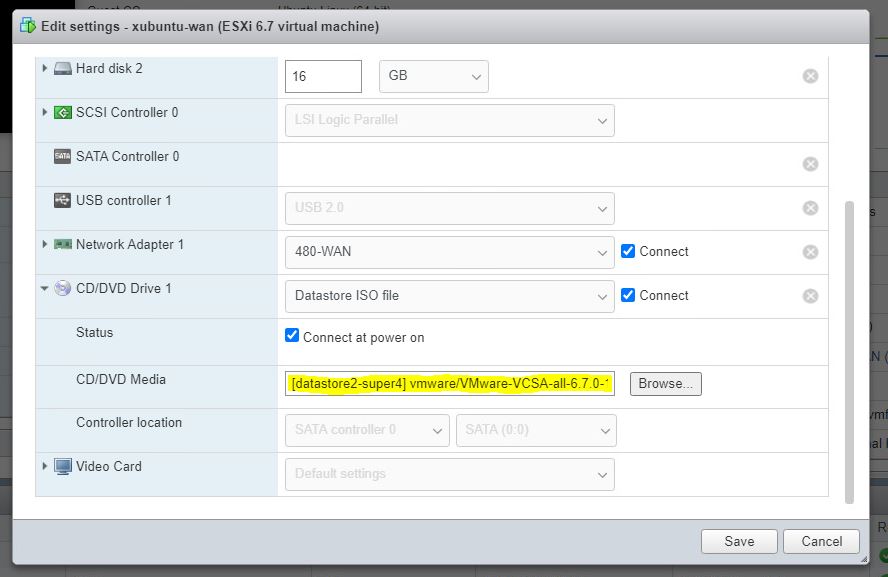 Edit settings - xubuntu-wan (ESXi 6.7 virtual machine)
Hard disk 2
16
GB
SCSI Controller 0
LSI Logic Parallel
SATA
SATA Controller 0
USB controller 1
USB 2.0
Network Adapter 1
480-WAN
Connect
CD/DVD Drive 1
Datastore ISO file
Connect
Status
Connect at power on
CD/DVD Media
[datastore2-super4] vmware/VMware-VCSA-all-6.7.0-1
Browse...
Controller location
SATA controller 0
SATA (0:0)
Video Card
Default settings
Save
Cancel